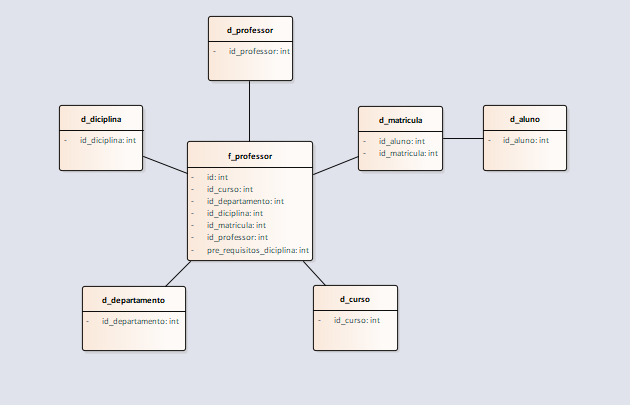 d_professor
- id_professor: int
d_diciplina
- id_diciplina: int
d_matricula
- id_aluno: int
- id_matricula: int
d_aluno
- id_aluno: int
f_professor
- id: int
- id_curso: int
- id_departamento: int
- id_diciplina: int
- id_matricula: int
- id_professor: int
- pre_requisitos_diciplina: int
d_departamento
- id_departamento: int
d_curso
- id_curso: int